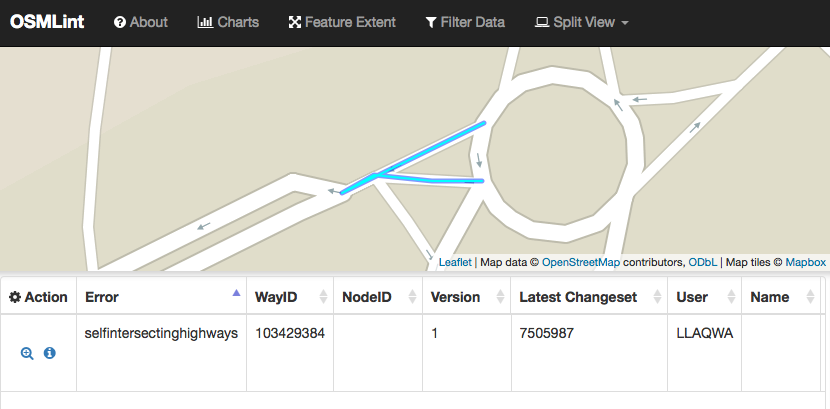 OSMLint About Charts Feature Extent Filter Data Split View
Leaflet | Map data © OpenStreetMap contributors, ODbL | Map tiles © Mapbox
Action Error WayID NodeID Version Latest Changeset User Name
selfintersectinghighways 103429384 1 7505987 LLAQWA